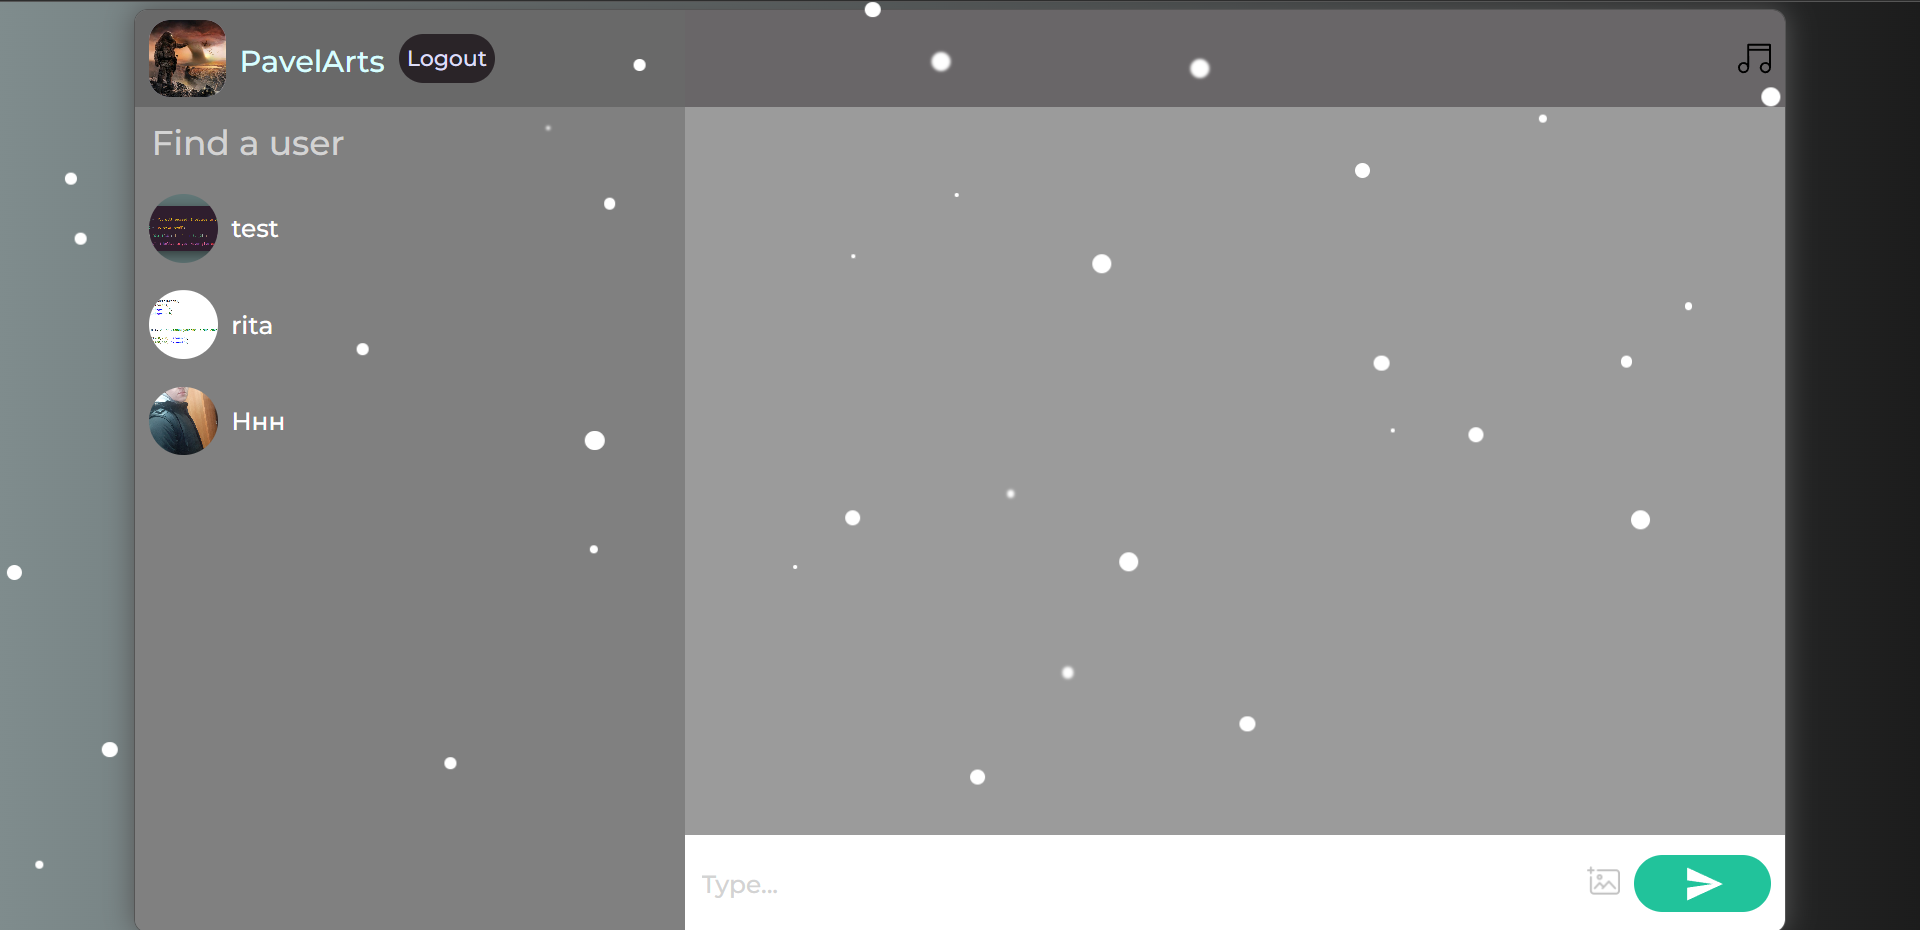 PavelArts
Logout
Find a user
test
rita
Ннн
Type...